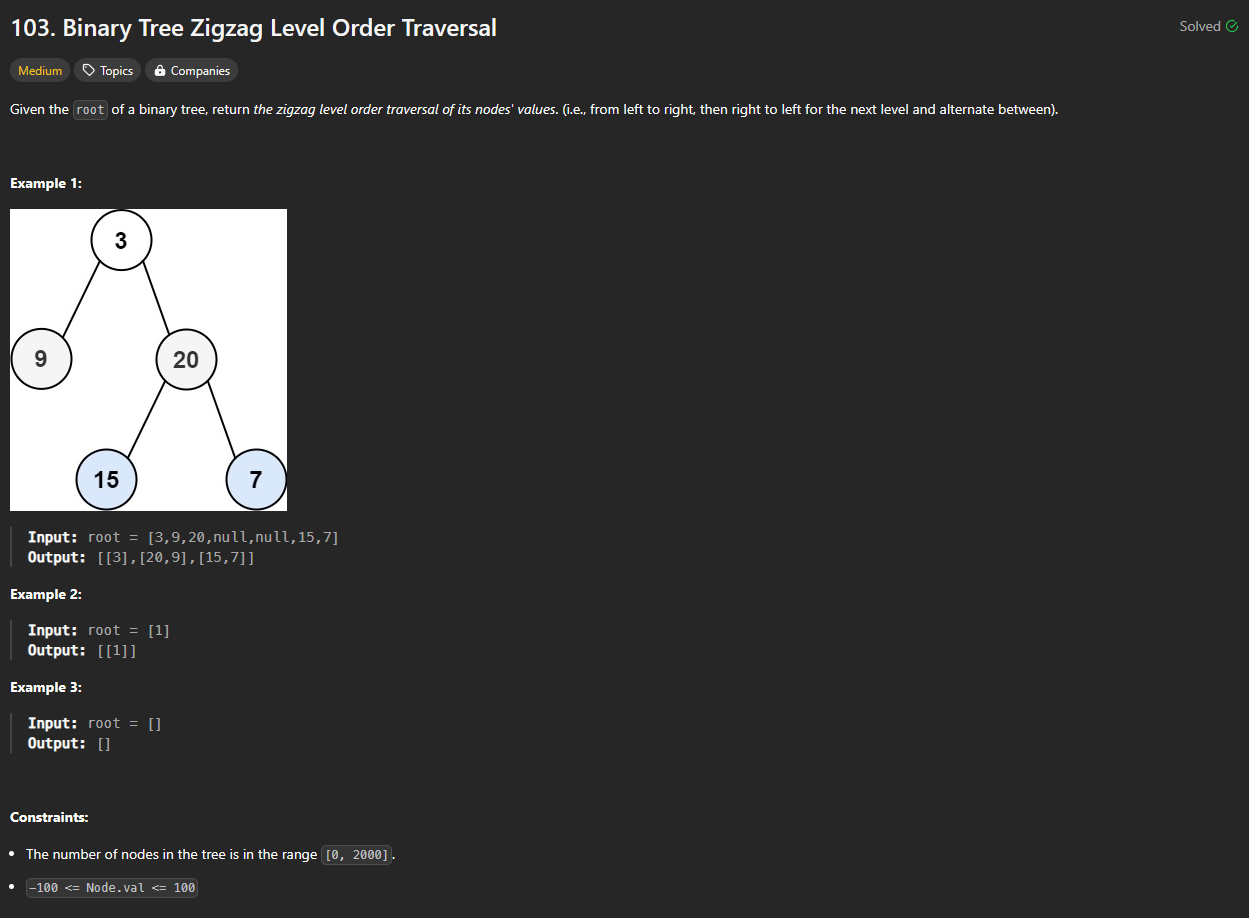 103. Binary Tree Zigzag Level Order Traversal
Solved
Medium Topics Companies
Given the root of a binary tree, return the zigzag level order traversal of its nodes' values. (i.e., from left to right, then right to left for the next level and alternate between).
Example 1:
3
9 20
15 7
Input: root = [3,9,20,null,null,15,7]
Output: [[3],[20,9],[15,7]]
Example 2:
Input: root = [1]
Output: [[1]]
Example 3:
Input: root = []
Output: []
Constraints:
• The number of nodes in the tree is in the range [0, 2000].
• -100 <= Node.val <= 100